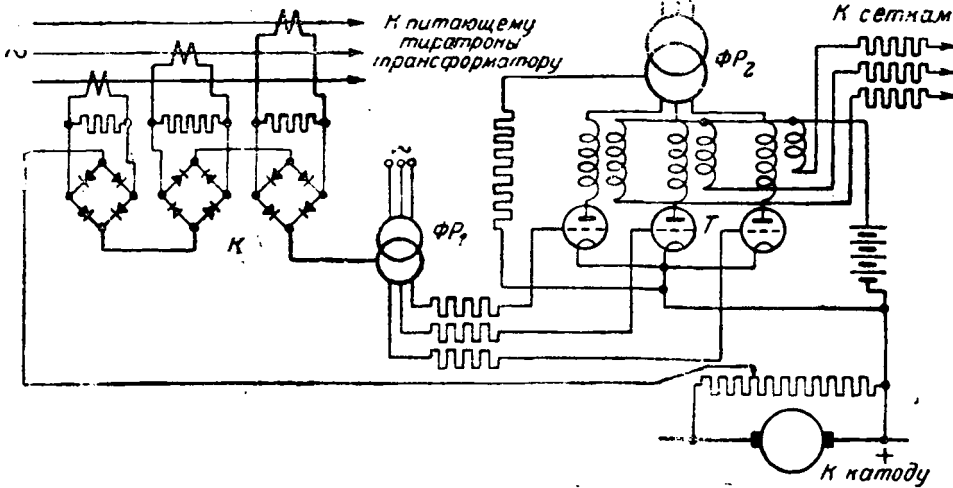 К питающему
тиратроны
трансформатору
ФР₂
К сеткам
~
~
ФР₁
К
Т
+
К катоду